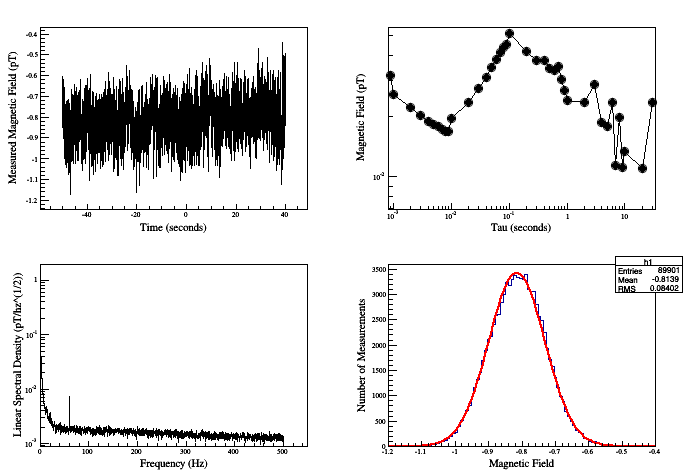 -0.4
-0.5
-0.6
-0.7
-0.8
-0.9
-1
-1.1
-1.2
-40 -20 0 20 40
Measured Magnetic Field (pT)
Time (seconds)
10⁻²
10⁻³ 10⁻² 10⁻¹ 1 10
Magnetic Field (pT)
Tau (seconds)
1
10⁻¹
10⁻²
10⁻³
0 100 200 300 400 500
Linear Spectral Density (pT/hz^(1/2))
Frequency (Hz)
h1
Entries 89901
Mean -0.8139
RMS 0.08402
3500
3000
2500
2000
1500
1000
500
0
-1.2 -1.1 -1 -0.9 -0.8 -0.7 -0.6 -0.5 -0.4
Number of Measurements
Magnetic Field